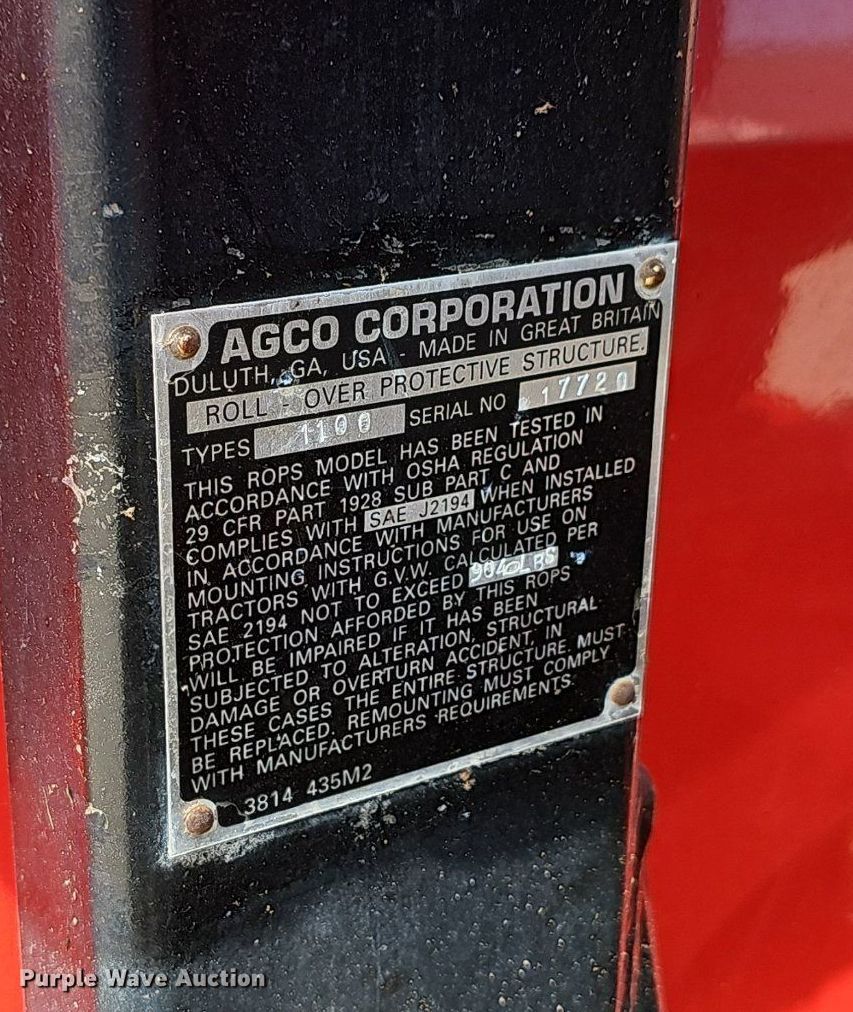 AGCO CORPORATION
DULUTH, GA, USA - MADE IN GREAT BRITAIN
ROLL - OVER PROTECTIVE STRUCTURE.
TYPES 1100 SERIAL NO 17720
THIS ROPS MODEL HAS BEEN TESTED IN
ACCORDANCE WITH OSHA REGULATION
29 CFR PART 1928 SUB PART C AND
COMPLIES WITH SAE J2194 WHEN INSTALLED
IN ACCORDANCE WITH MANUFACTURERS
MOUNTING INSTRUCTIONS FOR USE ON
TRACTORS WITH G.V.W. CALCULATED PER
SAE 2194 NOT TO EXCEED LBS
PROTECTION AFFORDED BY THIS ROPS
WILL BE IMPAIRED IF IT HAS BEEN
SUBJECTED TO ALTERATION, STRUCTURAL
DAMAGE OR OVERTURN ACCIDENT, IN
THESE CASES THE ENTIRE STRUCTURE MUST
BE REPLACED. REMOUNTING MUST COMPLY
WITH MANUFACTURERS REQUIREMENTS.
3814 435M2
Purple Wave Auction